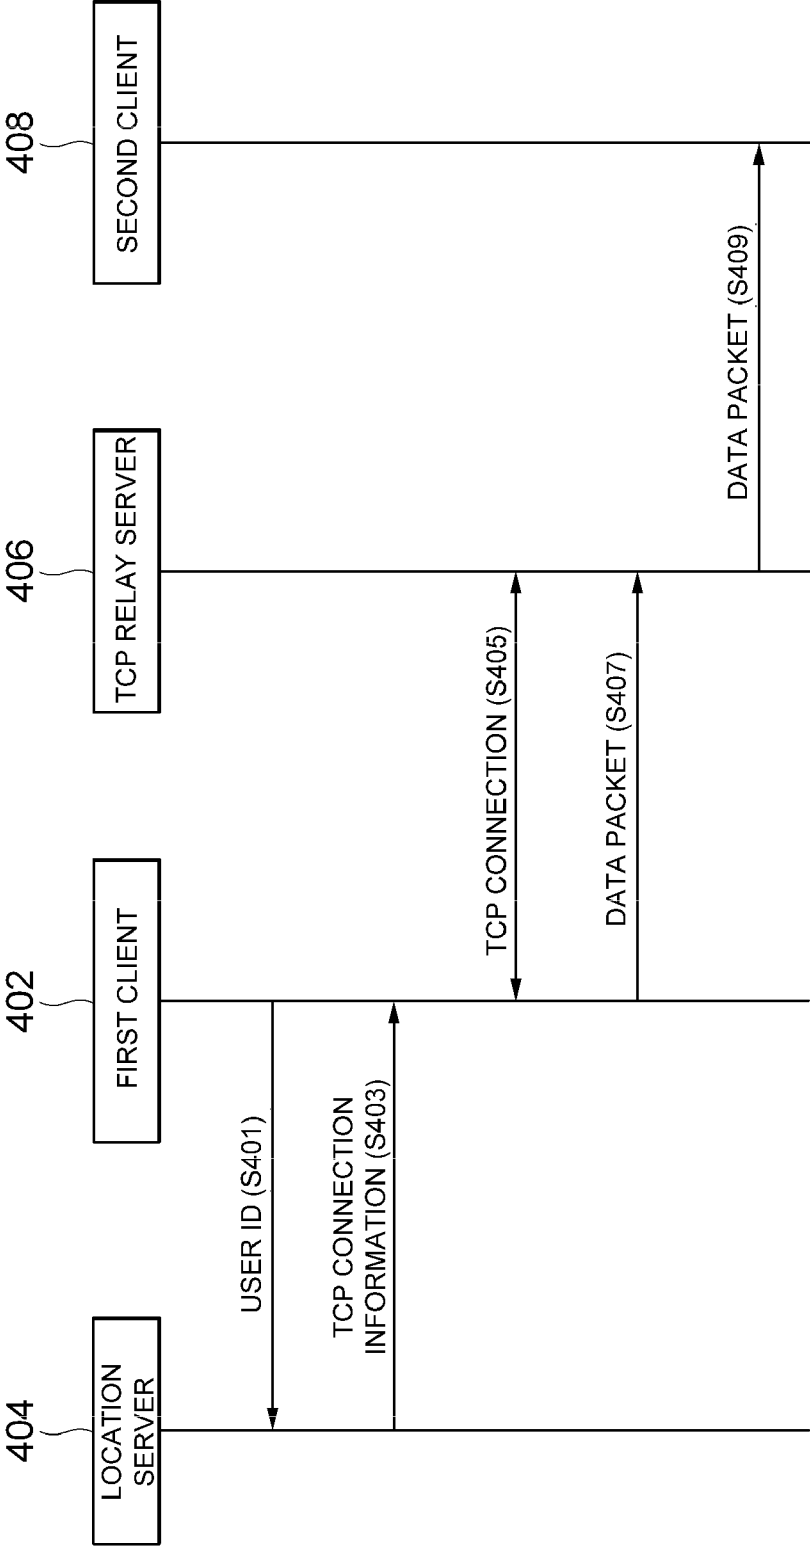 404
402
406
408
LOCATION
SERVER
FIRST CLIENT
TCP RELAY SERVER
SECOND CLIENT
USER ID (S401)
TCP CONNECTION
INFORMATION (S403)
TCP CONNECTION (S405)
DATA PACKET (S407)
DATA PACKET (S409)